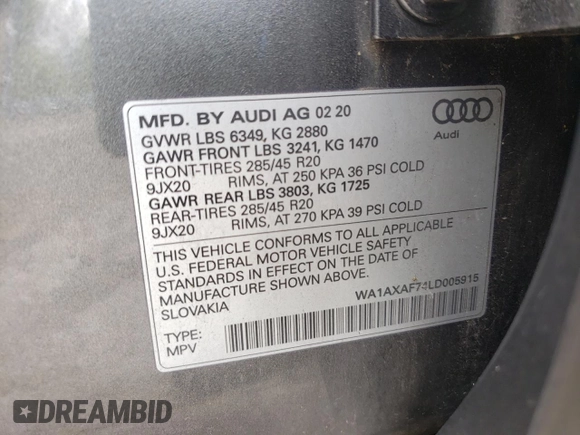 MFD. BY AUDI AG 02 20
GVWR LBS 6349, KG 2880
GAWR FRONT LBS 3241, KG 1470
FRONT-TIRES 285/45 R20
9JX20 RIMS, AT 250 KPA 36 PSI COLD
GAWR REAR LBS 3803, KG 1725
REAR-TIRES 285/45 R20
9JX20 RIMS, AT 270 KPA 39 PSI COLD
Audi
THIS VEHICLE CONFORMS TO ALL APPLICABLE
U.S. FEDERAL MOTOR VEHICLE SAFETY
STANDARDS IN EFFECT ON THE DATE OF
MANUFACTURE SHOWN ABOVE.
SLOVAKIA
TYPE:
MPV
DREAMBID